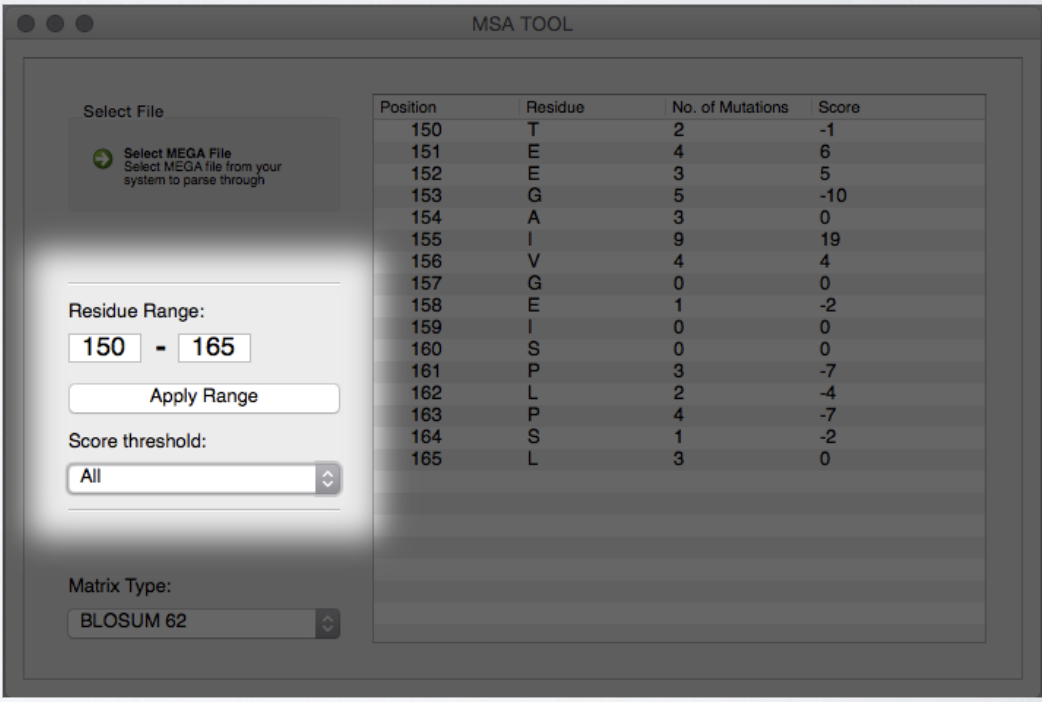 MSA TOOL
Select File
Select MEGA File
Select MEGA file from your
system to parse through
Residue Range:
150 - 165
Apply Range
Score threshold:
All
Matrix Type:
BLOSUM 62
Position Residue No. of Mutations Score
150 T 2 -1
151 E 4 6
152 E 3 5
153 G 5 -10
154 A 3 0
155 I 9 19
156 V 4 4
157 G 0 0
158 E 1 -2
159 I 0 0
160 S 0 0
161 P 3 -7
162 L 2 -4
163 P 4 -7
164 S 1 -2
165 L 3 0